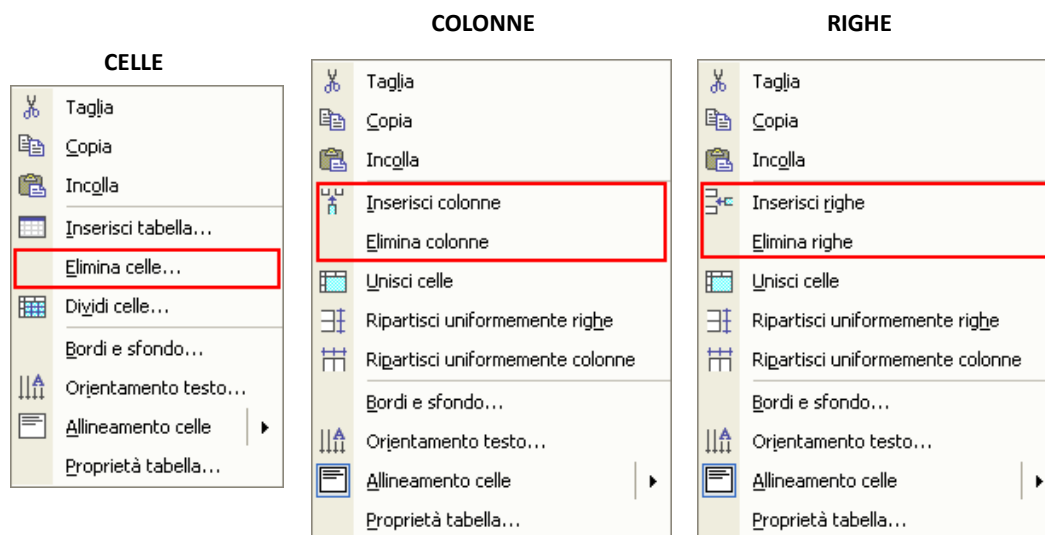 CELLE
Taglia
Copia
Incolla
Inserisci tabella...
Elimina celle...
Dividi celle...
Bordi e sfondo...
Orientamento testo...
Allineamento celle
Proprietà tabella...
COLONNE
Taglia
Copia
Incolla
Inserisci colonne
Elimina colonne
Unisci celle
Ripartisci uniformemente righe
Ripartisci uniformemente colonne
Bordi e sfondo...
Orientamento testo...
Allineamento celle
Proprietà tabella...
RIGHE
Taglia
Copia
Incolla
Inserisci righe
Elimina righe
Unisci celle
Ripartisci uniformemente righe
Ripartisci uniformemente colonne
Bordi e sfondo...
Orientamento testo...
Allineamento celle
Proprietà tabella...